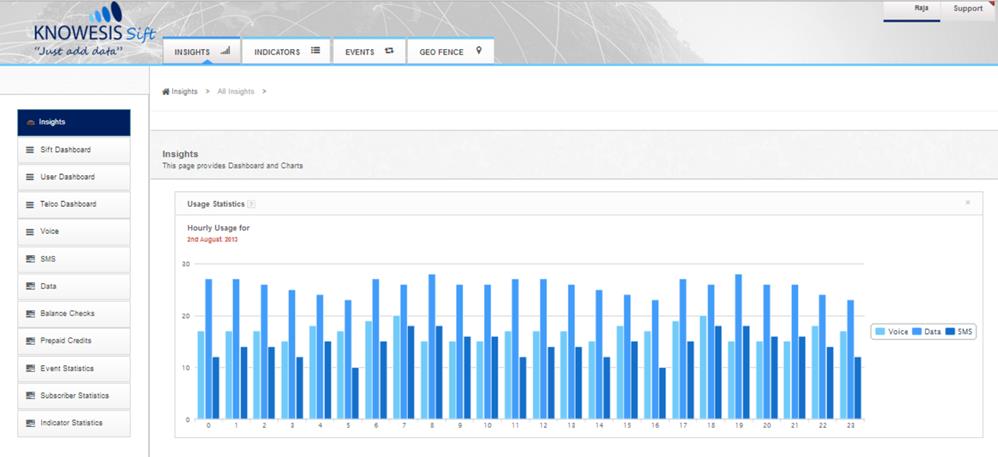 KNOWESIS Sift
"Just add data"
INSIGHTS
INDICATORS
EVENTS
GEO FENCE
Raja
Support
Insights > All Insights >
Insights
Sift Dashboard
User Dashboard
Telco Dashboard
Voice
SMS
Data
Balance Checks
Prepaid Credits
Event Statistics
Subscriber Statistics
Indicator Statistics
Insights
This page provides Dashboard and Charts
Usage Statistics ?
Hourly Usage for
2nd August, 2013
30
20
10
0
0 1 2 3 4 5 6 7 8 9 10 11 12 13 14 15 16 17 18 19 20 21 22 23
Voice Data SMS